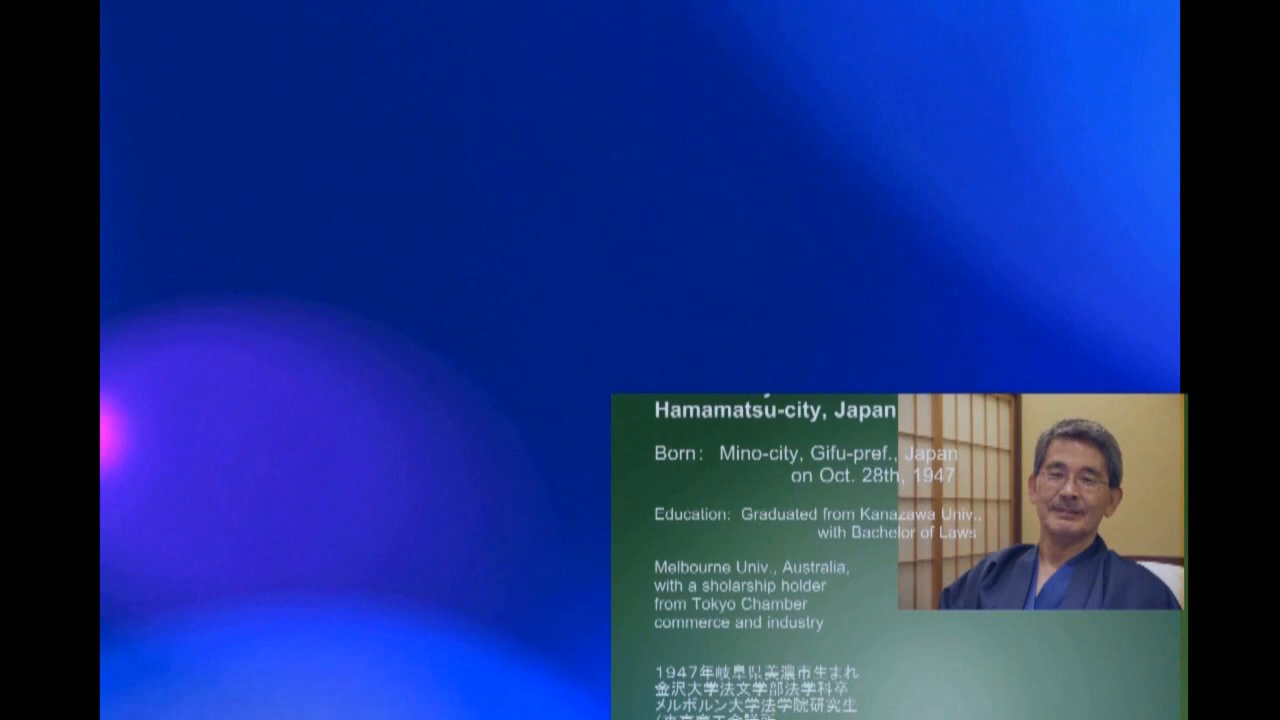 Hamamatsu-city, Japan
Born: Mino-city, Gifu-pref., Japan
on Oct. 28th, 1947
Education: Graduated from Kanazawa Univ.,
with Bachelor of Laws
Melbourne Univ., Australia,
with a sholarship holder
from Tokyo Chamber
commerce and industry
1947年岐阜県美濃市生まれ
金沢大学法文学部法学科卒
メルボルン大学法学院研究生